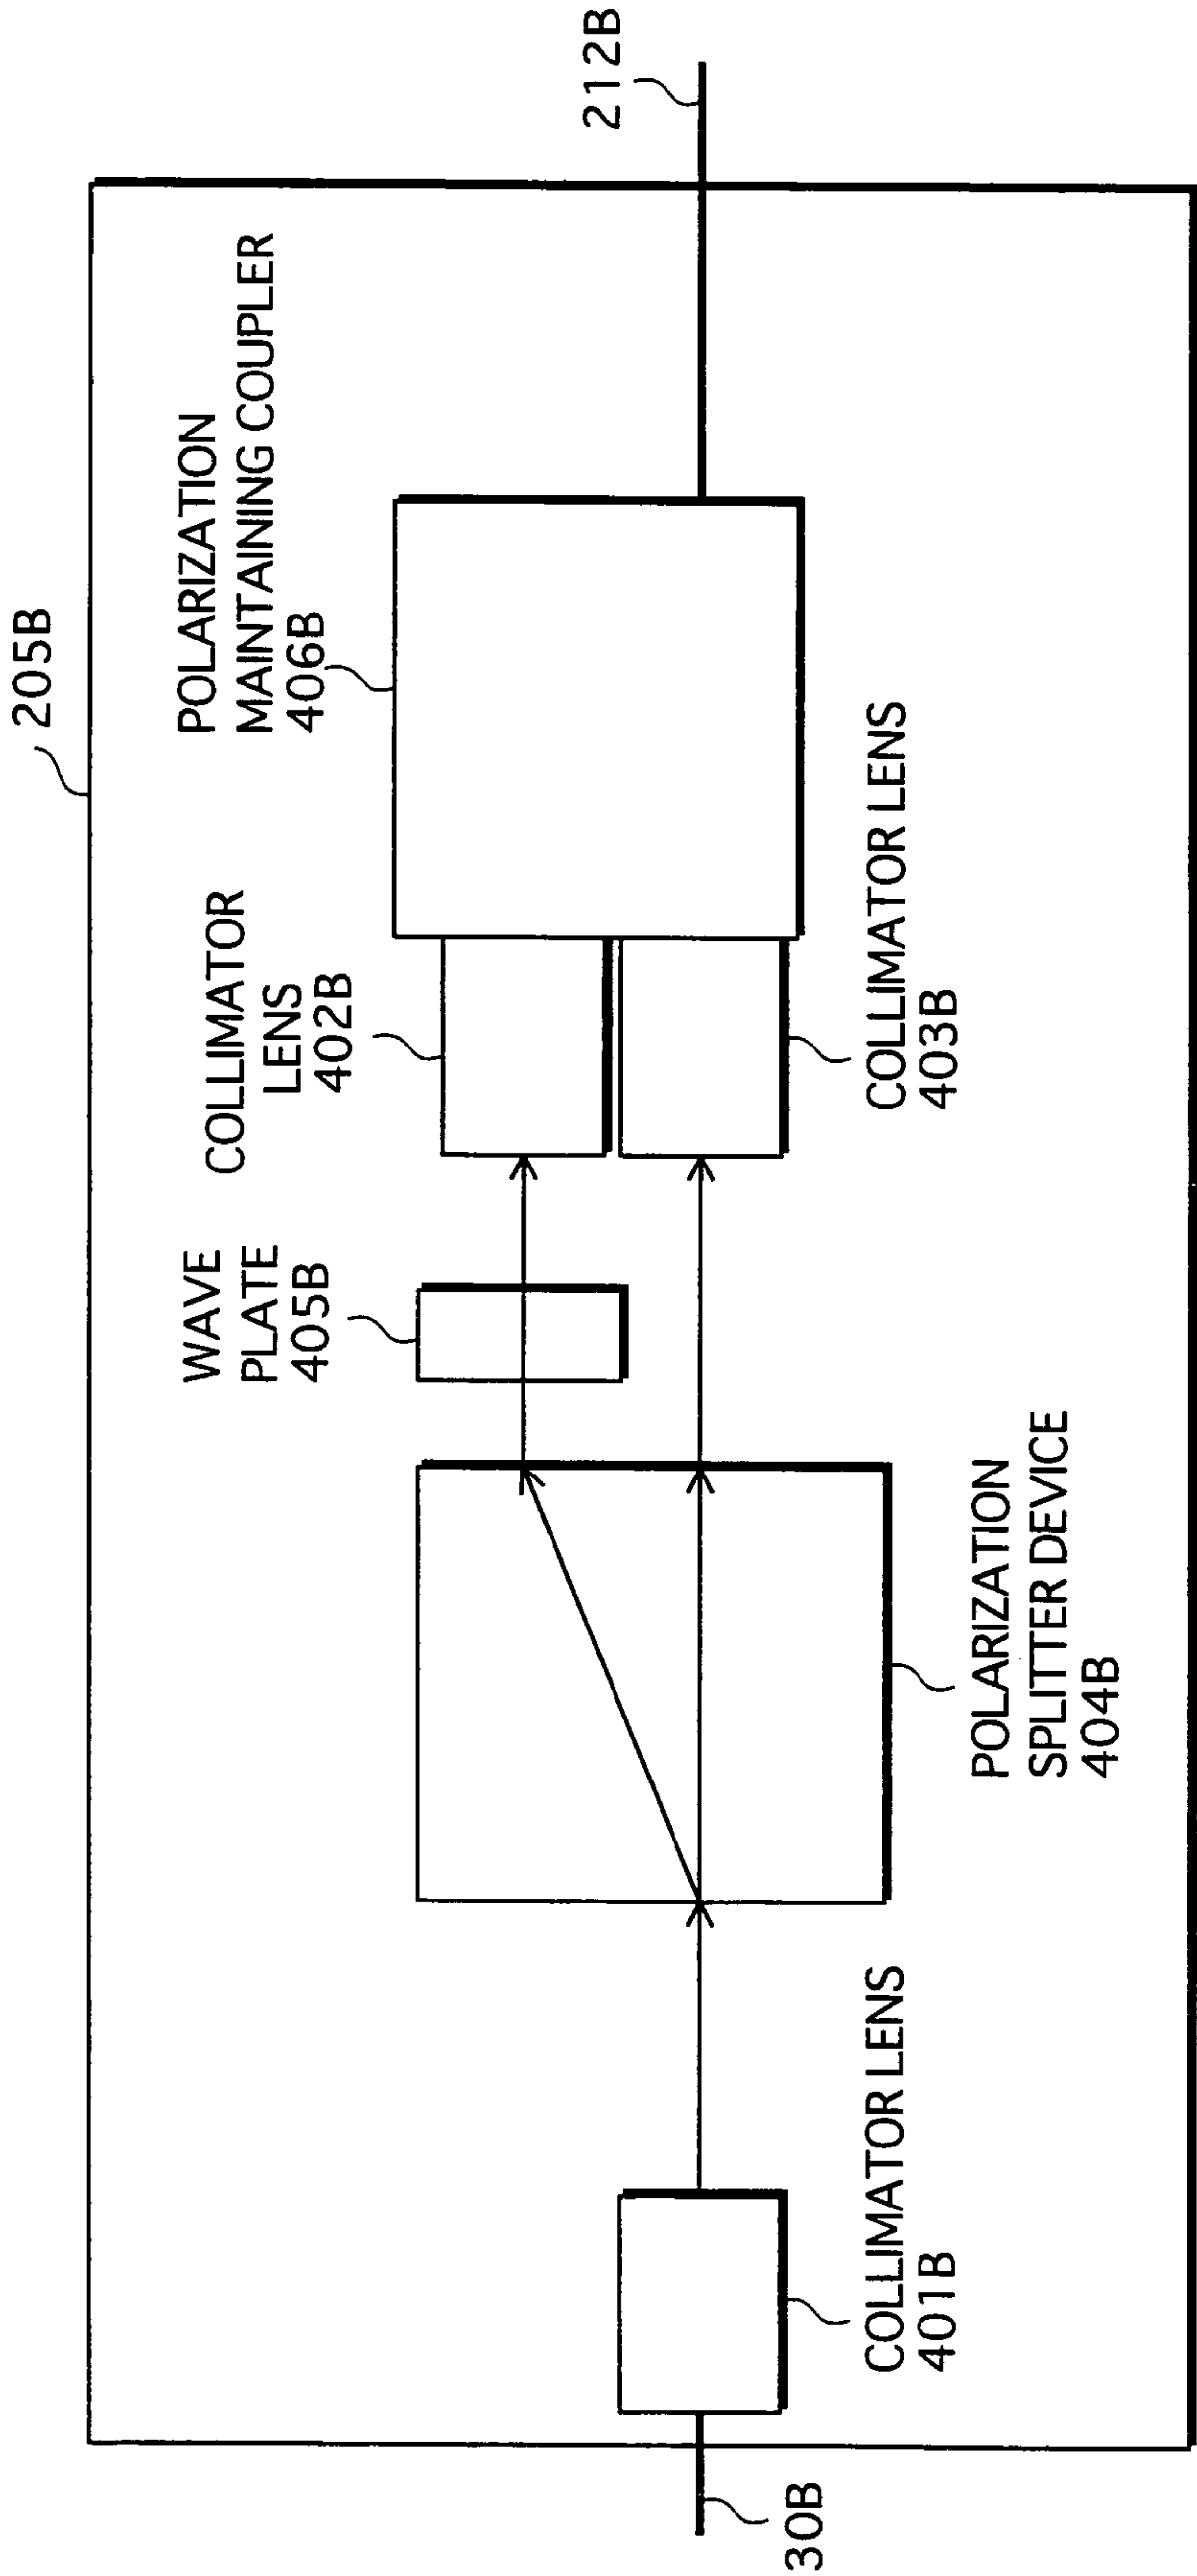 205B
POLARIZATION
MAINTAINING COUPLER
406B
212B
COLLIMATOR
LENS
402B
WAVE
PLATE
405B
COLLIMATOR LENS
403B
POLARIZATION
SPLITTER DEVICE
404B
COLLIMATOR LENS
401B
30B